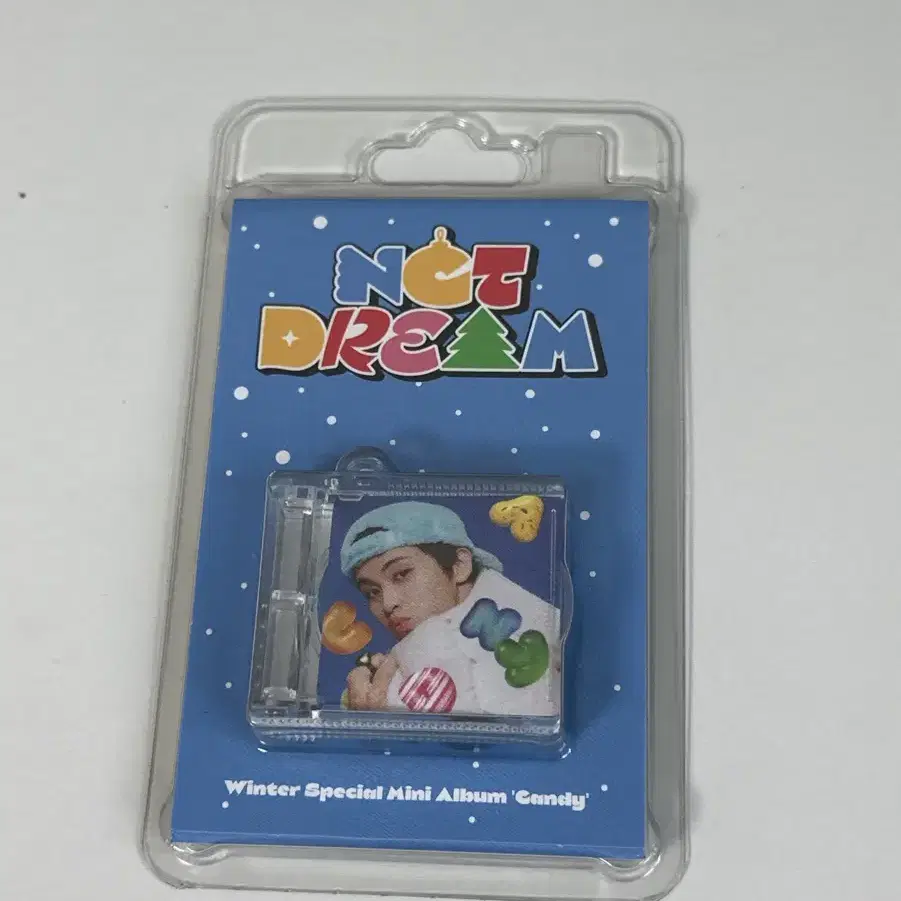 NCT
DREAM
Winter Special Mini Album 'Candy'